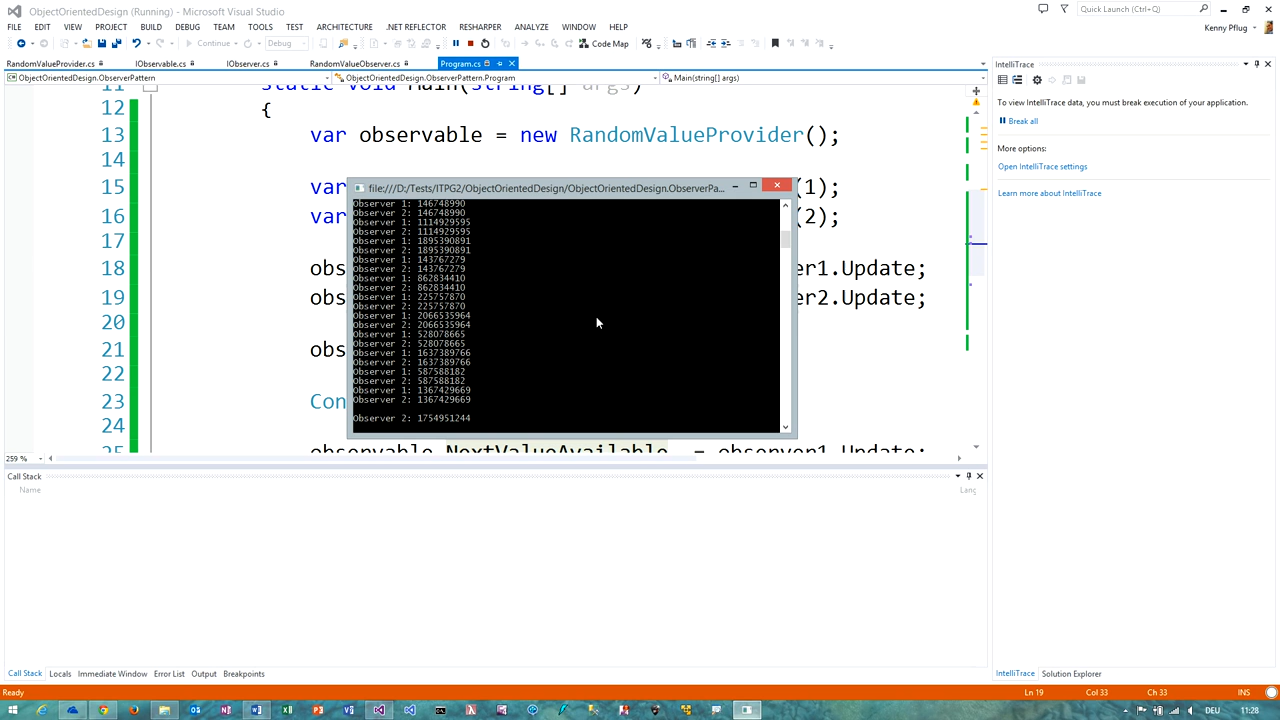 ObjectOrientedDesign (Running) - Microsoft Visual Studio
Quick Launch (Ctrl+Q)
FILE EDIT VIEW PROJECT BUILD DEBUG TEAM TOOLS TEST ARCHITECTURE .NET REFLECTOR RESHARPER ANALYZE WINDOW HELP
Kenny Pflug
Continue Debug Code Map
RandomValueProvider.cs IObservable.cs IObserver.cs RandomValueObserver.cs Program.cs
ObjectOrientedDesign.ObserverPattern ObjectOrientedDesign.ObserverPattern.Program Main(string[] args)
11 static void Main(string[] args)
12 {
13 var observable = new RandomValueProvider();
14
15 var (1);
16 var (2);
17
18 obs er1.Update;
19 obs er2.Update;
20
21 obs
22
23 Con
24
25 observable.NextValueAvailable = observer1.Update;
file:///D:/Tests/ITPG2/ObjectOrientedDesign/ObjectOrientedDesign.ObserverPa...
Observer 1: 146748990
Observer 2: 146748990
Observer 1: 1114929595
Observer 2: 1114929595
Observer 1: 1895390891
Observer 2: 1895390891
Observer 1: 143767279
Observer 2: 143767279
Observer 1: 862834410
Observer 2: 862834410
Observer 1: 225757870
Observer 2: 225757870
Observer 1: 2066535964
Observer 2: 2066535964
Observer 1: 528078665
Observer 2: 528078665
Observer 1: 1637389766
Observer 2: 1637389766
Observer 1: 587588182
Observer 2: 587588182
Observer 1: 1367429669
Observer 2: 1367429669
Observer 2: 1754951244
259 %
Call Stack
Name Lang
IntelliTrace
To view IntelliTrace data, you must break execution of your application.
Break all
More options:
Open IntelliTrace settings
Learn more about IntelliTrace
Call Stack Locals Immediate Window Error List Output Breakpoints
IntelliTrace Solution Explorer
Ready Ln 19 Col 33 Ch 33 INS
DEU 11:28